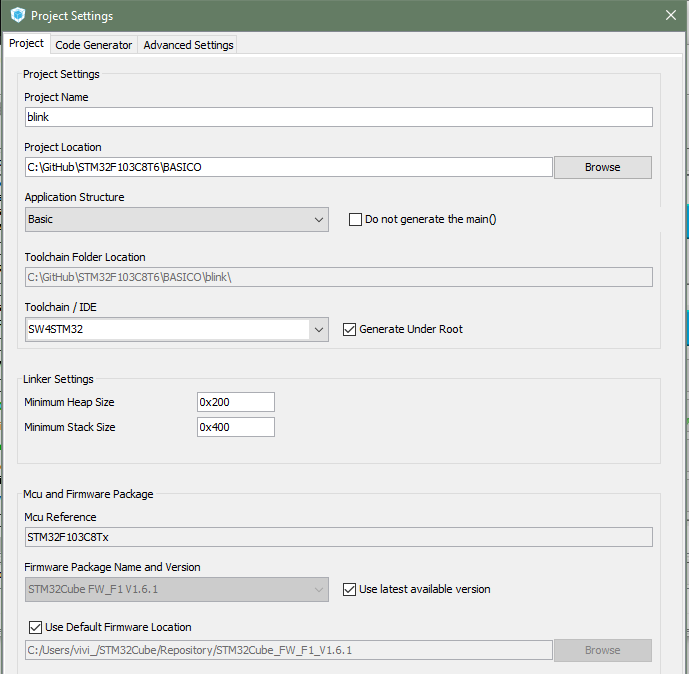 Project Settings
Project Code Generator Advanced Settings
Project Settings
Project Name
blink
Project Location
C:\GitHub\STM32F103C8T6\BASICO Browse
Application Structure
Basic Do not generate the main()
Toolchain Folder Location
C:\GitHub\STM32F103C8T6\BASICO\blink\
Toolchain / IDE
SW4STM32 Generate Under Root
Linker Settings
Minimum Heap Size 0x200
Minimum Stack Size 0x400
Mcu and Firmware Package
Mcu Reference
STM32F103C8Tx
Firmware Package Name and Version
STM32Cube FW_F1 V1.6.1 Use latest available version
Use Default Firmware Location
C:/Users/vivi_/STM32Cube/Repository/STM32Cube_FW_F1_V1.6.1 Browse